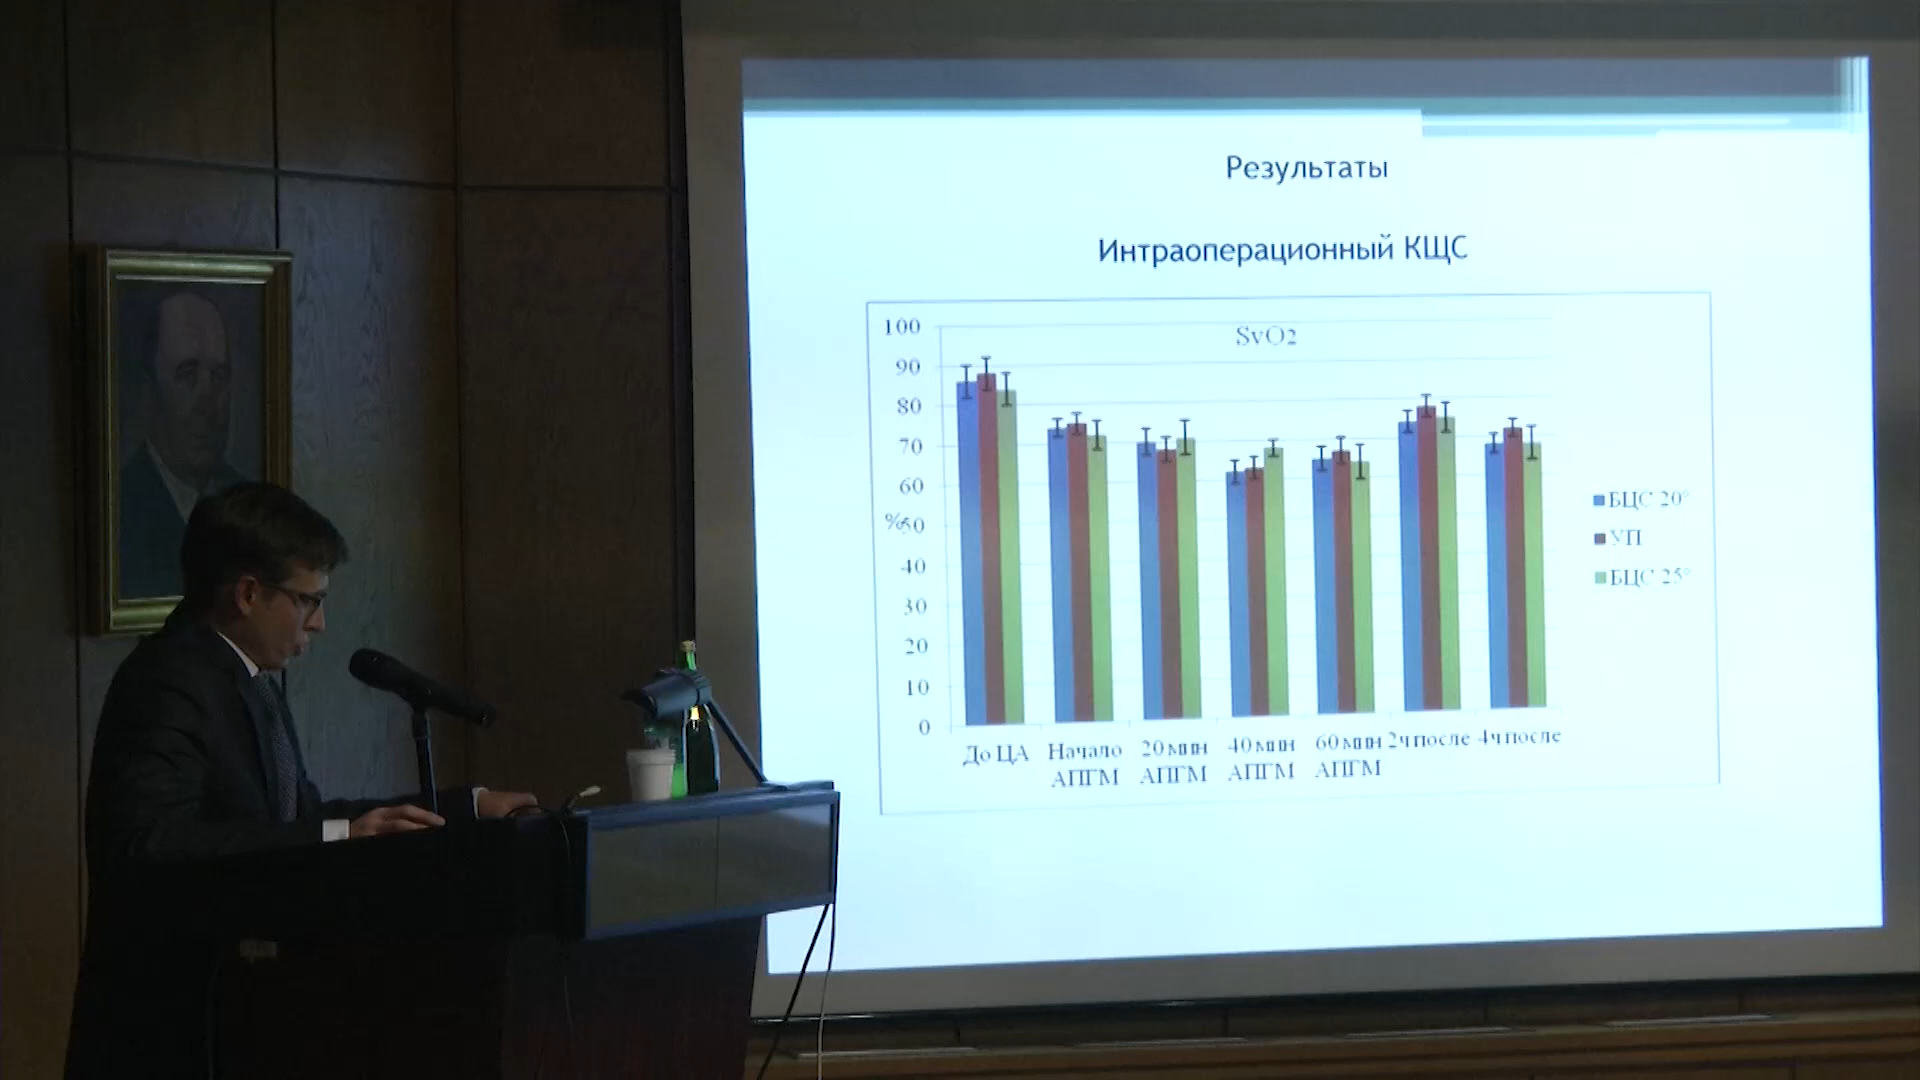 Результаты
Интраоперационный КЩС
SvO2
100
90
80
70
60
50
%
40
30
20
10
0
До ЦА
Начало АПГМ
20 мин АПГМ
40 мин АПГМ
60 мин АПГМ
2ч после
4ч после
БЦС 20°
УП
БЦС 25°